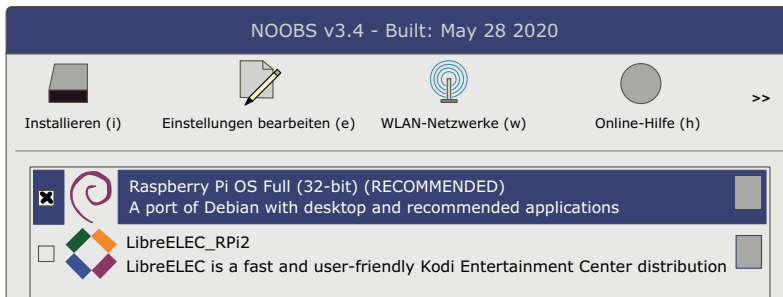 NOOBS v3.4 - Built: May 28 2020
Installieren (i) Einstellungen bearbeiten (e) WLAN-Netzwerke (w) Online-Hilfe (h) >>
Raspberry Pi OS Full (32-bit) (RECOMMENDED)
A port of Debian with desktop and recommended applications
LibreELEC_RPi2
LibreELEC is a fast and user-friendly Kodi Entertainment Center distribution